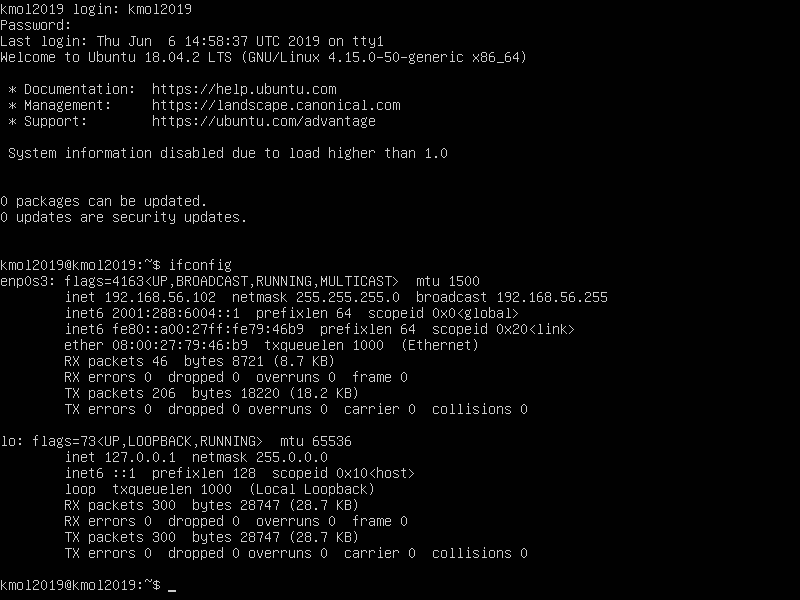 kmol2019 login: kmol2019
Password:
Last login: Thu Jun  6 14:58:37 UTC 2019 on tty1
Welcome to Ubuntu 18.04.2 LTS (GNU/Linux 4.15.0-50-generic x86_64)
 * Documentation:  https://help.ubuntu.com
 * Management:     https://landscape.canonical.com
 * Support:        https://ubuntu.com/advantage
 System information disabled due to load higher than 1.0
0 packages can be updated.
0 updates are security updates.
kmol2019@kmol2019:~$ ifconfig
enp0s3: flags=4163<UP,BROADCAST,RUNNING,MULTICAST>  mtu 1500
        inet 192.168.56.102  netmask 255.255.255.0  broadcast 192.168.56.255
        inet6 2001:288:6004::1  prefixlen 64  scopeid 0x0<global>
        inet6 fe80::a00:27ff:fe79:46b9  prefixlen 64  scopeid 0x20<link>
        ether 08:00:27:79:46:b9  txqueuelen 1000  (Ethernet)
        RX packets 46  bytes 8721 (8.7 KB)
        RX errors 0  dropped 0  overruns 0  frame 0
        TX packets 206  bytes 18220 (18.2 KB)
        TX errors 0  dropped 0 overruns 0  carrier 0  collisions 0
lo: flags=73<UP,LOOPBACK,RUNNING>  mtu 65536
        inet 127.0.0.1  netmask 255.0.0.0
        inet6 ::1  prefixlen 128  scopeid 0x10<host>
        loop  txqueuelen 1000  (Local Loopback)
        RX packets 300  bytes 28747 (28.7 KB)
        RX errors 0  dropped 0  overruns 0  frame 0
        TX packets 300  bytes 28747 (28.7 KB)
        TX errors 0  dropped 0 overruns 0  carrier 0  collisions 0
kmol2019@kmol2019:~$ _